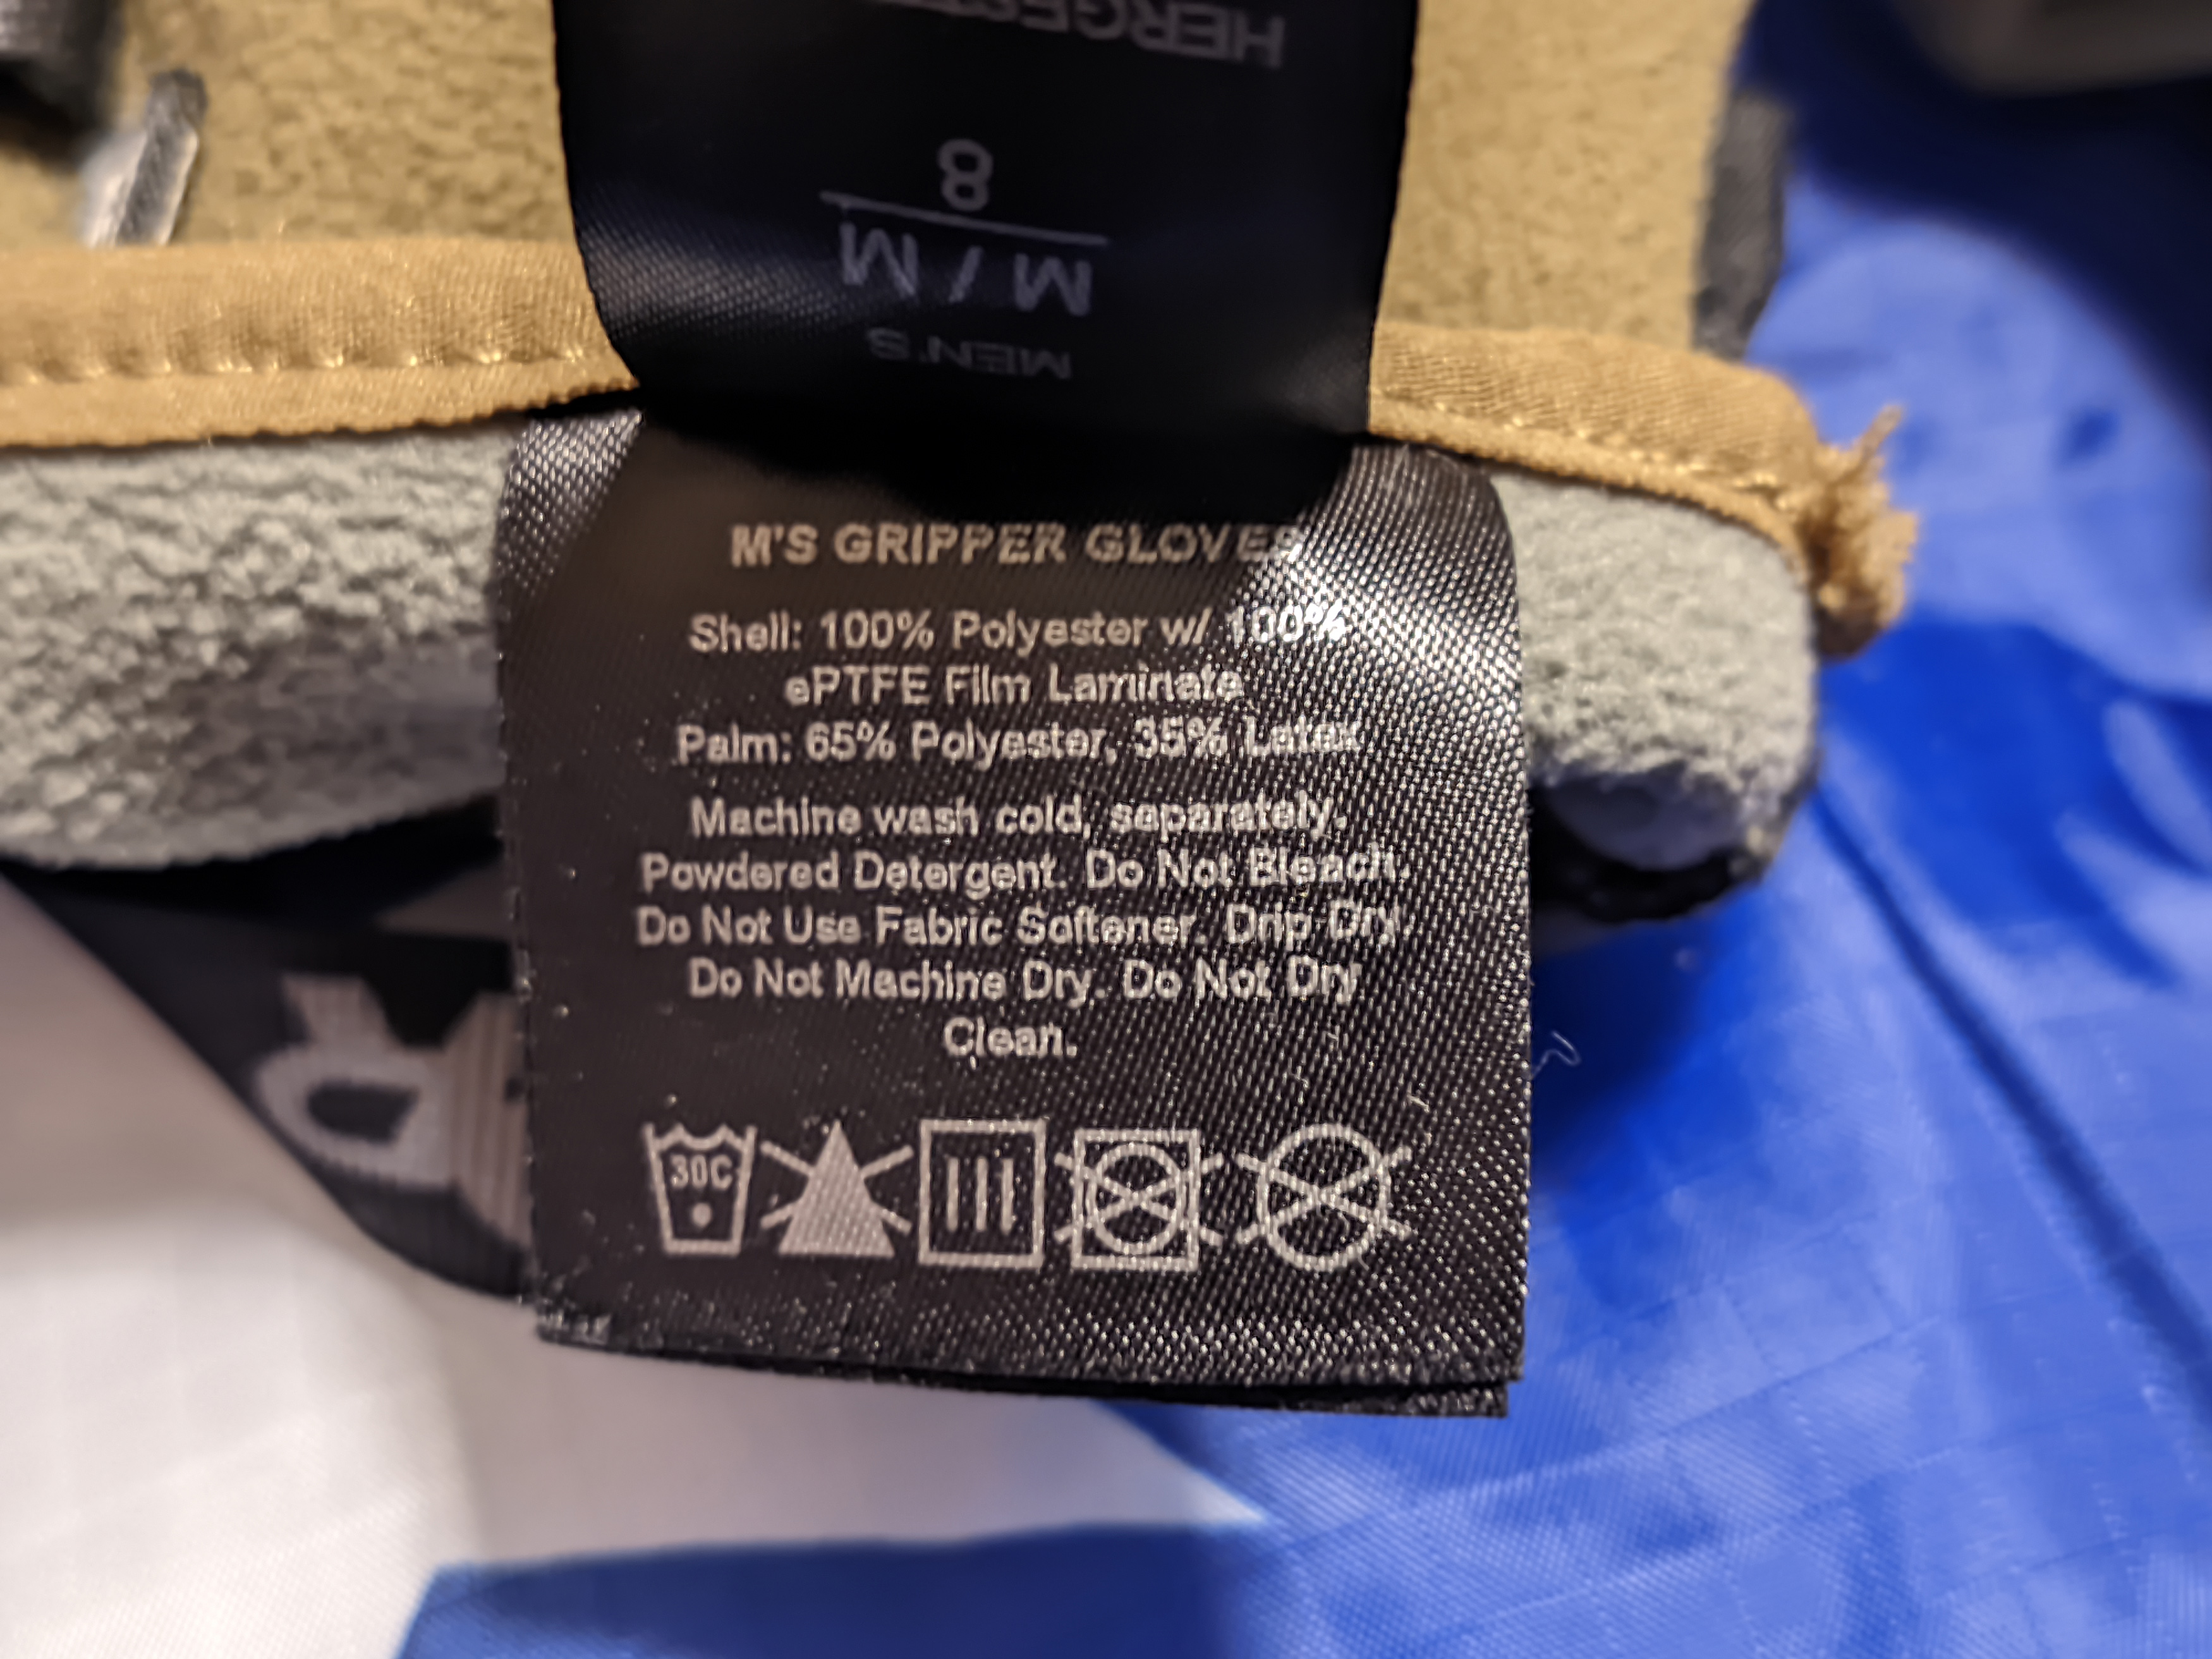 8
M / M
MEN'S
M'S GRIPPER GLOVES
Shell: 100% Polyester w/ 100%
ePTFE Film Laminate
Palm: 65% Polyester, 35% Latex
Machine wash cold, separately.
Powdered Detergent. Do Not Bleach.
Do Not Use Fabric Softener. Drip Dry.
Do Not Machine Dry. Do Not Dry
Clean.
30C